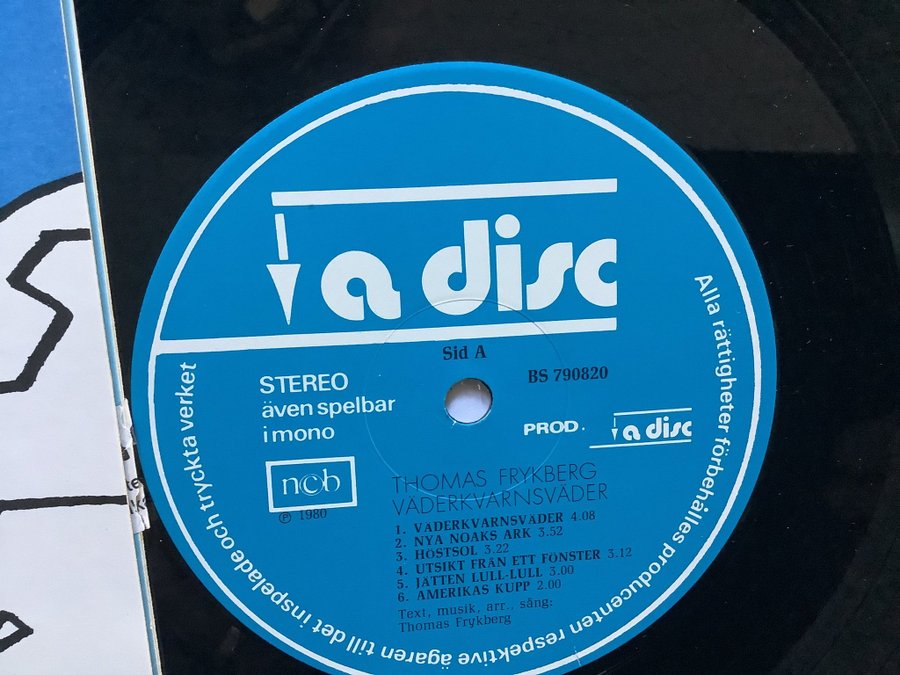 a disc
Sid A
STEREO
även spelbar
i mono
BS 790820
PROD. a disc
ncb
℗ 1980
THOMAS FRYKBERG
VÄDERKVARNSVÄDER
1. VÄDERKVARNSVÄDER 4.08
2. NYA NOAKS ARK 3.52
3. HÖSTSOL 3.22
4. UTSIKT FRÅN ETT FÖNSTER 3.12
5. JÄTTEN LULL-LULL 3.00
6. AMERIKAS KUPP 2.00
Text, musik, arr., sång:
Thomas Frykberg
Alla rättigheter förbehålles producenten respektive ägaren till det inspelade och tryckta verket